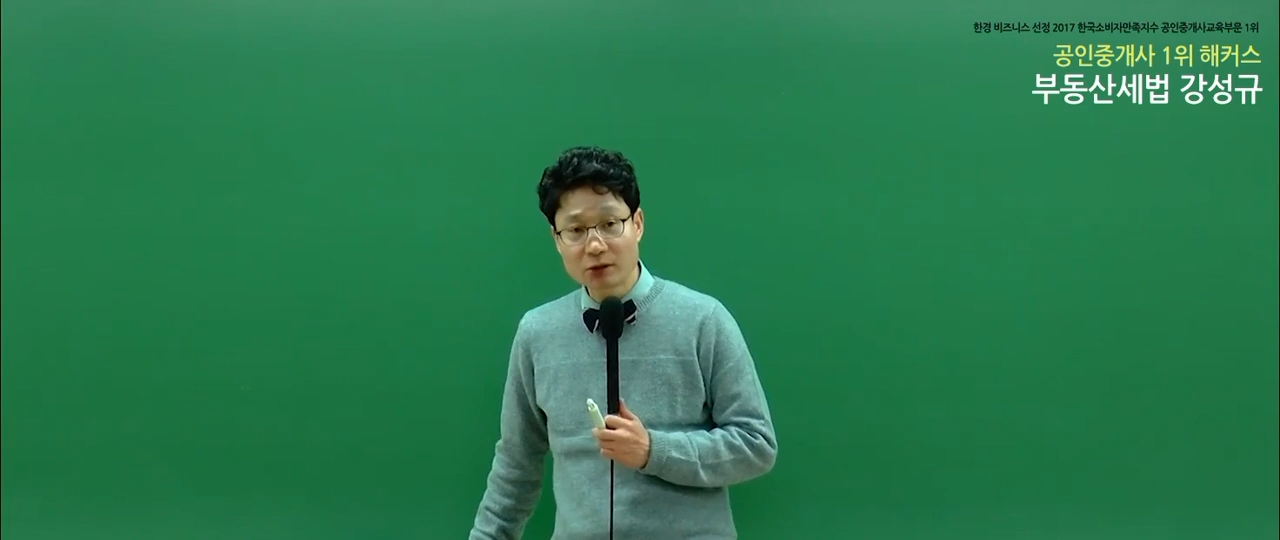 한경 비즈니스 선정 2017 한국소비자만족지수 공인중개사교육부문 1위
공인중개사 1위 해커스
부동산세법 강성규